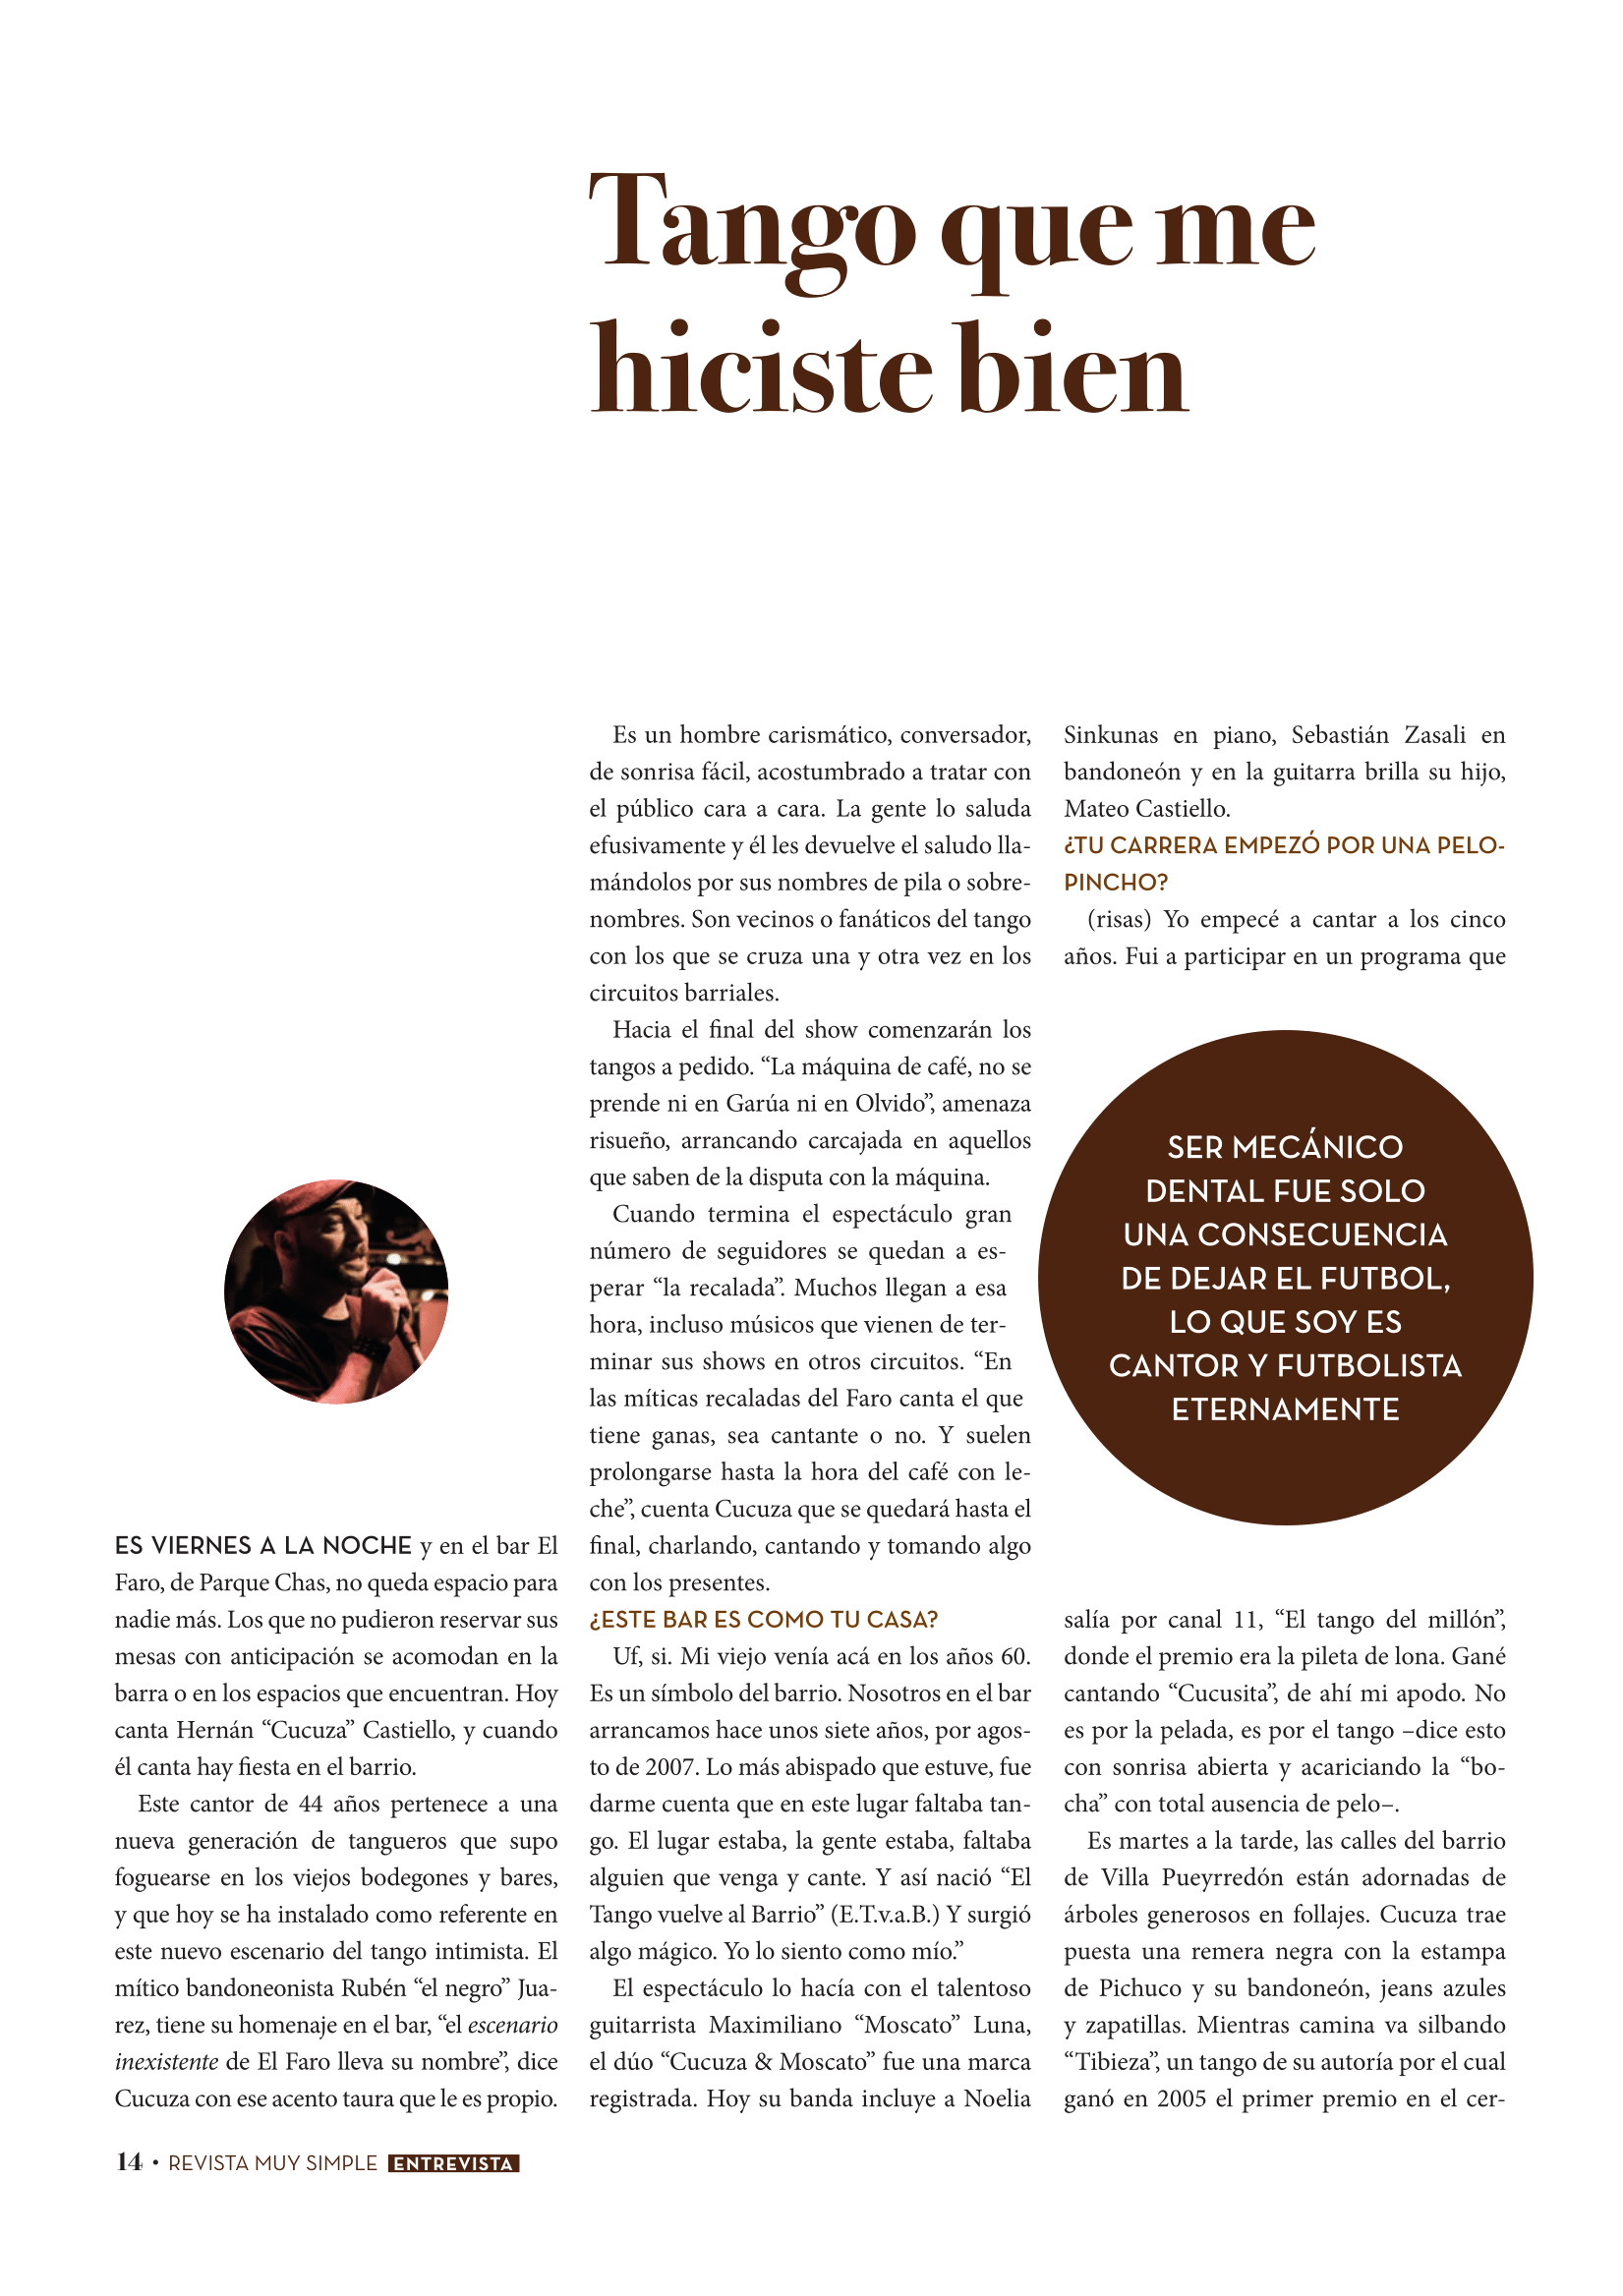 Tango que me
hiciste bien
ES VIERNES A LA NOCHE y en el bar El
Faro, de Parque Chas, no queda espacio para
nadie más. Los que no pudieron reservar sus
mesas con anticipación se acomodan en la
barra o en los espacios que encuentran. Hoy
canta Hernán “Cucuza” Castiello, y cuando
él canta hay fiesta en el barrio.
Este cantor de 44 años pertenece a una
nueva generación de tangueros que supo
foguearse en los viejos bodegones y bares,
y que hoy se ha instalado como referente en
este nuevo escenario del tango intimista. El
mítico bandoneonista Rubén “el negro” Jua-
rez, tiene su homenaje en el bar, “el escenario
inexistente de El Faro lleva su nombre”, dice
Cucuza con ese acento taura que le es propio.
Es un hombre carismático, conversador,
de sonrisa fácil, acostumbrado a tratar con
el público cara a cara. La gente lo saluda
efusivamente y él les devuelve el saludo lla-
mándolos por sus nombres de pila o sobre-
nombres. Son vecinos o fanáticos del tango
con los que se cruza una y otra vez en los
circuitos barriales.
Hacia el final del show comenzarán los
tangos a pedido. “La máquina de café, no se
prende ni en Garúa ni en Olvido”, amenaza
risueño, arrancando carcajada en aquellos
que saben de la disputa con la máquina.
Cuando termina el espectáculo gran
número de seguidores se quedan a es-
perar “la recalada”. Muchos llegan a esa
hora, incluso músicos que vienen de ter-
minar sus shows en otros circuitos. “En
las míticas recaladas del Faro canta el que
tiene ganas, sea cantante o no. Y suelen
prolongarse hasta la hora del café con le-
che”, cuenta Cucuza que se quedará hasta el
final, charlando, cantando y tomando algo
con los presentes.
¿ESTE BAR ES COMO TU CASA?
Uf, si. Mi viejo venía acá en los años 60.
Es un símbolo del barrio. Nosotros en el bar
arrancamos hace unos siete años, por agos-
to de 2007. Lo más abispado que estuve, fue
darme cuenta que en este lugar faltaba tan-
go. El lugar estaba, la gente estaba, faltaba
alguien que venga y cante. Y así nació “El
Tango vuelve al Barrio” (E.T.v.a.B.) Y surgió
algo mágico. Yo lo siento como mío.”
El espectáculo lo hacía con el talentoso
guitarrista Maximiliano “Moscato” Luna,
el dúo “Cucuza & Moscato” fue una marca
registrada. Hoy su banda incluye a Noelia
Sinkunas en piano, Sebastián Zasali en
bandoneón y en la guitarra brilla su hijo,
Mateo Castiello.
¿TU CARRERA EMPEZÓ POR UNA PELO-
PINCHO?
(risas) Yo empecé a cantar a los cinco
años. Fui a participar en un programa que
SER MECÁNICO
DENTAL FUE SOLO
UNA CONSECUENCIA
DE DEJAR EL FUTBOL,
LO QUE SOY ES
CANTOR Y FUTBOLISTA
ETERNAMENTE
salía por canal 11, “El tango del millón”,
donde el premio era la pileta de lona. Gané
cantando “Cucusita”, de ahí mi apodo. No
es por la pelada, es por el tango –dice esto
con sonrisa abierta y acariciando la “bo-
cha” con total ausencia de pelo–.
Es martes a la tarde, las calles del barrio
de Villa Pueyrredón están adornadas de
árboles generosos en follajes. Cucuza trae
puesta una remera negra con la estampa
de Pichuco y su bandoneón, jeans azules
y zapatillas. Mientras camina va silbando
“Tibieza”, un tango de su autoría por el cual
ganó en 2005 el primer premio en el cer-
14 • REVISTA MUY SIMPLE ENTREVISTA